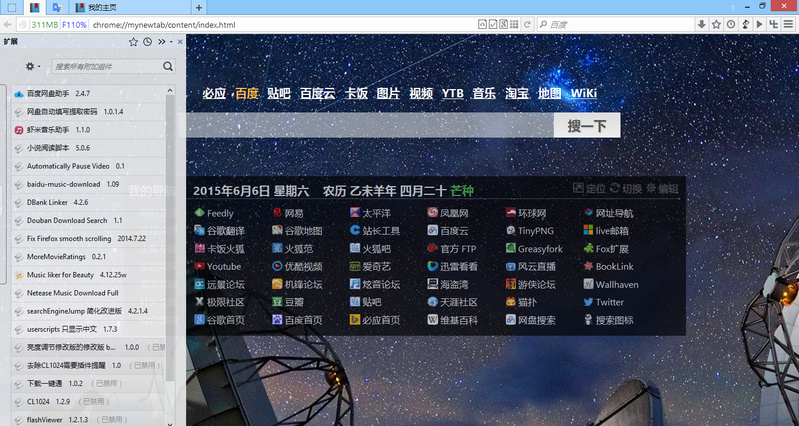 我的主页
311MB F110% chrome://mynewtab/content/index.html 百度
扩展
搜索所有附加组件
百度网盘助手 2.4.7
网盘自动填写提取密码 1.0.1.4
虾米音乐助手 1.1.0
小说阅读脚本 5.0.6
Automatically Pause Video 0.1
baidu-music-download 1.09
DBank Linker 4.2.6
Douban Download Search 1.1
Fix Firefox smooth scrolling 2014.7.22
MoreMovieRatings 0.2.1
Music liker for Beauty 4.12.25w
Netease Music Download Full
searchEngineJump 简化改进版 4.2.1.4
userscripts 只显示中文 1.7.3
亮度调节修改版的修改版 b... 1.0.0 (已禁用)
去除CL1024需要插件提醒 1.0 (已禁用)
下载一键通 1.0.2 (已禁用)
CL1024 1.2.9 (已禁用)
flashViewer 1.2.1.3 (已禁用)
必应 百度 贴吧 百度云 卡饭 图片 视频 YTB 音乐 淘宝 地图 WiKi
搜一下
我的导航
2015年6月6日 星期六 农历 乙未羊年 四月二十 芒种 定位 切换 编辑
Feedly 网易 太平洋 凤凰网 环球网 网址导航
谷歌翻译 谷歌地图 站长工具 百度云 TinyPNG live邮箱
卡饭火狐 火狐范 火狐吧 官方 FTP Greasyfork Fox扩展
Youtube 优酷视频 爱奇艺 迅雷看看 风云直播 BookLink
远景论坛 机锋论坛 炫音论坛 海盗湾 游侠论坛 Wallhaven
极限社区 豆瓣 贴吧 天涯社区 猫扑 Twitter
谷歌首页 百度首页 必应首页 维基百科 网盘搜索 搜索图标